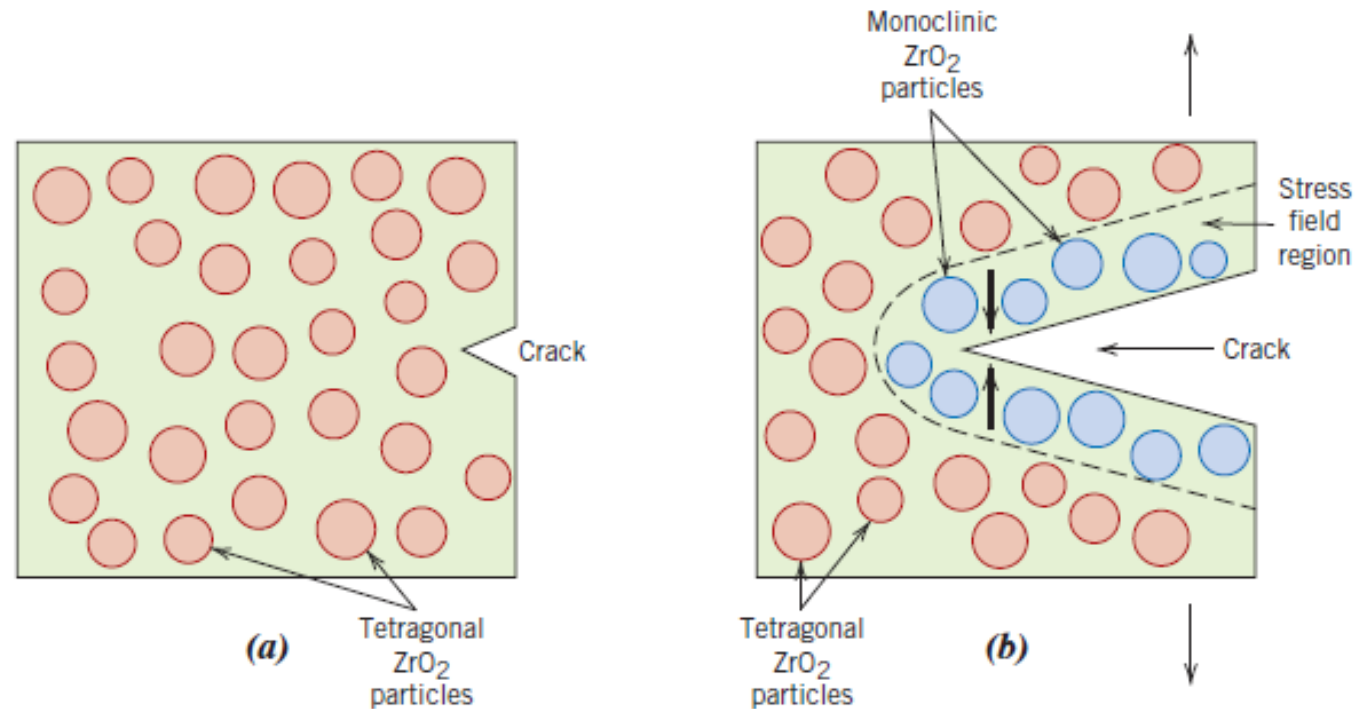 Crack
Tetragonal
ZrO₂
particles
(a)
Monoclinic
ZrO₂
particles
Stress
field
region
Crack
Tetragonal
ZrO₂
particles
(b)